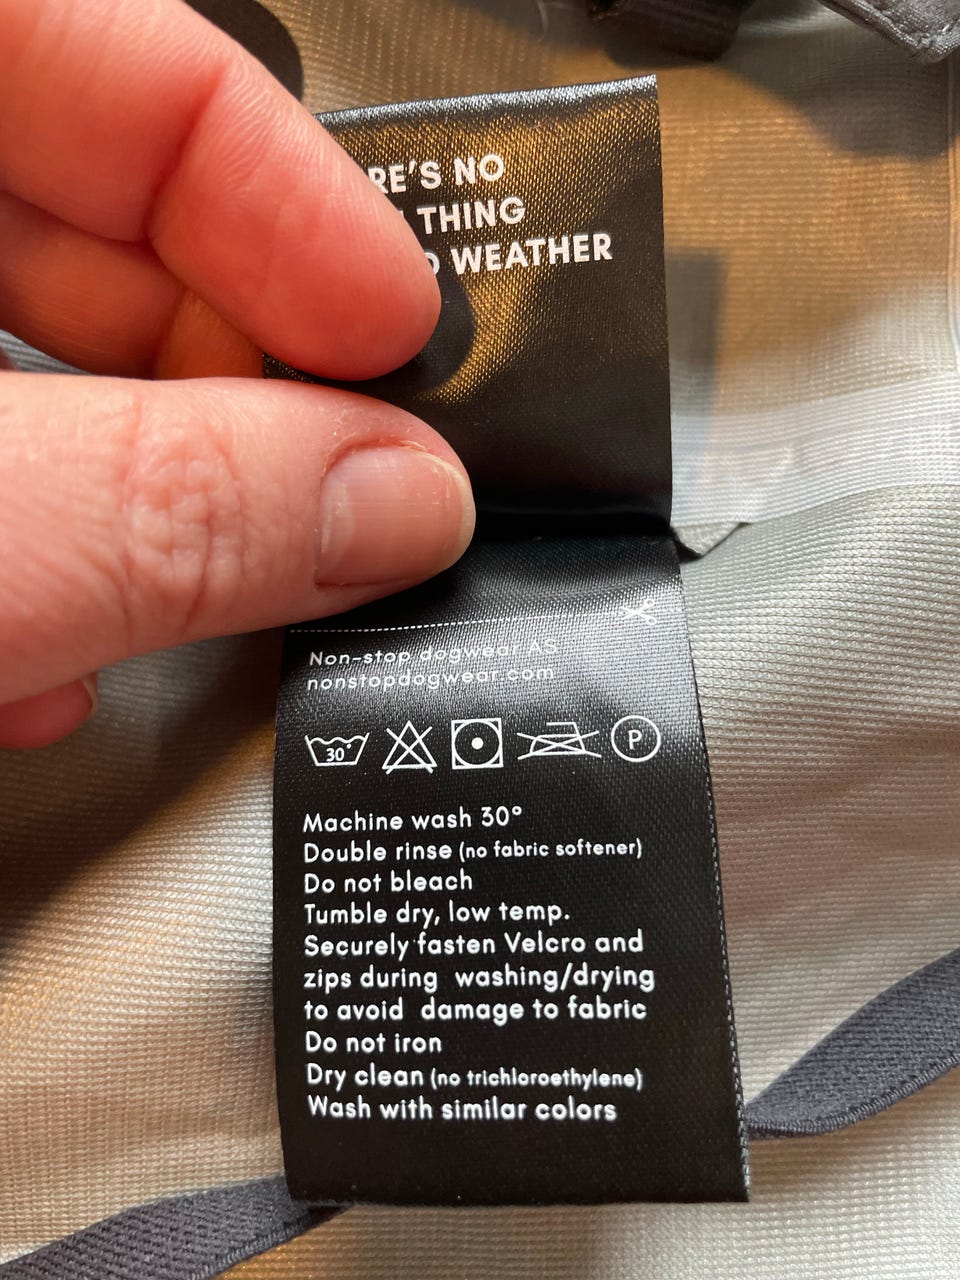 RE'S NO
THING
WEATHER
Non-stop dogwear AS
nonstopdogwear.com
30°
P
Machine wash 30°
Double rinse (no fabric softener)
Do not bleach
Tumble dry, low temp.
Securely fasten Velcro and
zips during washing/drying
to avoid damage to fabric
Do not iron
Dry clean (no trichloroethylene)
Wash with similar colors